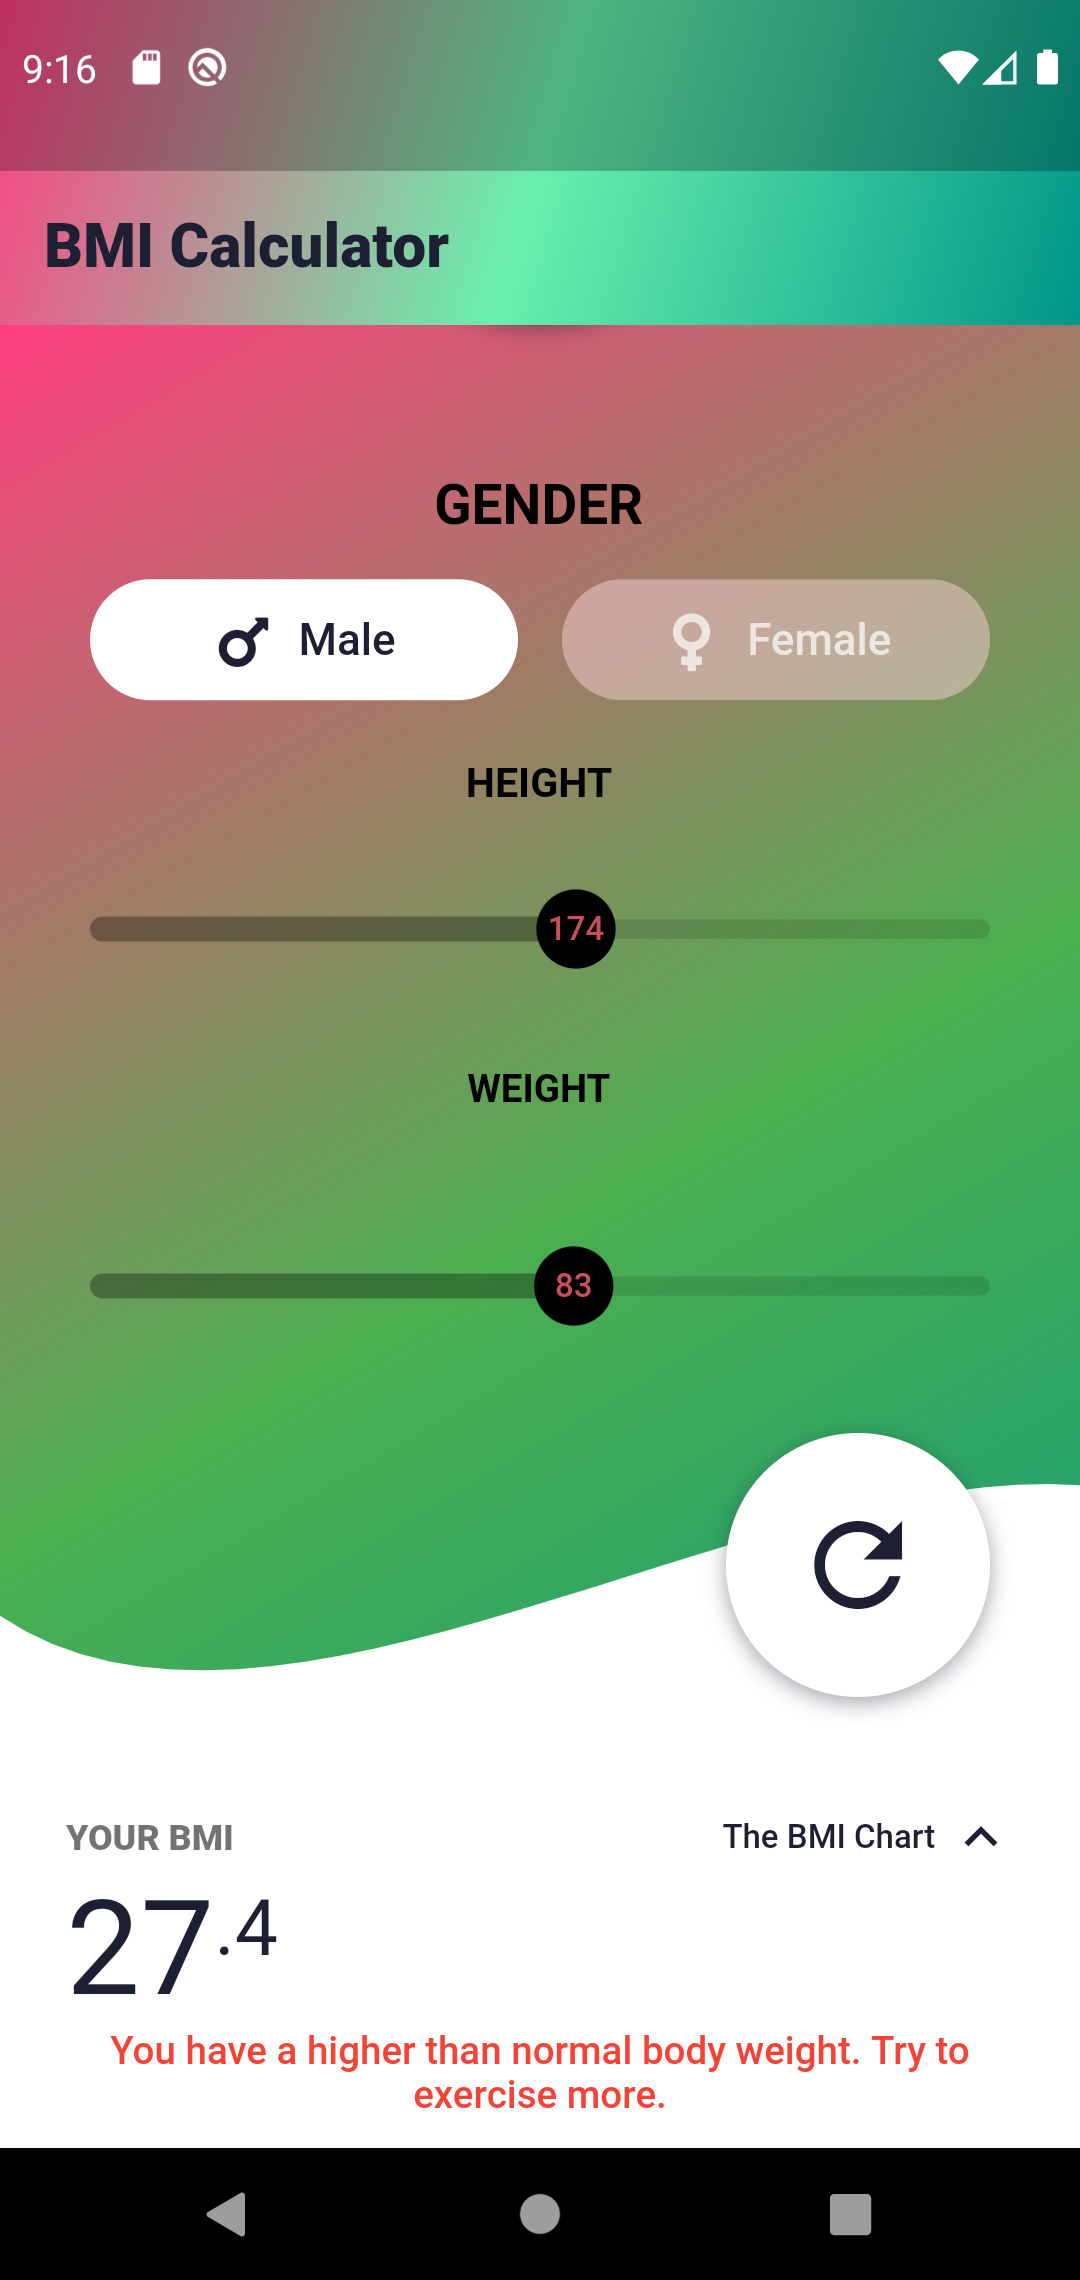 9:16
BMI Calculator
GENDER
Male
Female
HEIGHT
174
WEIGHT
83
YOUR BMI
The BMI Chart
27.4
You have a higher than normal body weight. Try to
exercise more.